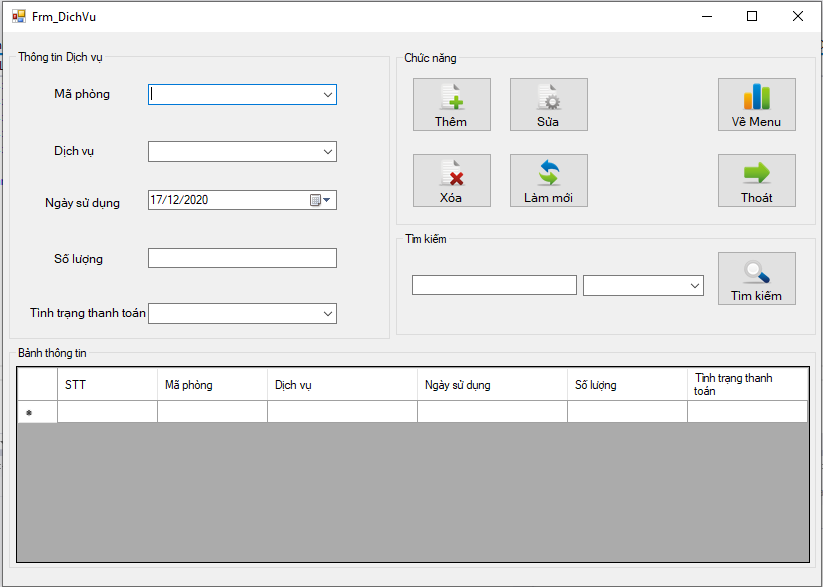 Frm_DichVu
Thông tin Dịch vụ
Mã phòng
Dịch vụ
Ngày sử dụng
17/12/2020
Số lượng
Tình trạng thanh toán
Chức năng
Thêm
Sửa
Về Menu
Xóa
Làm mới
Thoát
Tìm kiếm
Tìm kiếm
Bảnh thông tin
STT
Mã phòng
Dịch vụ
Ngày sử dụng
Số lượng
Tình trạng thanh
toán